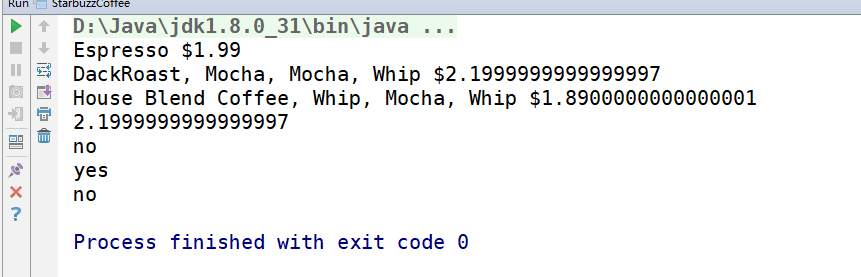 Run StarbuzzCoffee
D:\Java\jdk1.8.0_31\bin\java ...
Espresso $1.99
DackRoast, Mocha, Mocha, Whip $2.1999999999999997
House Blend Coffee, Whip, Mocha, Whip $1.8900000000000001
2.1999999999999997
no
yes
no
Process finished with exit code 0